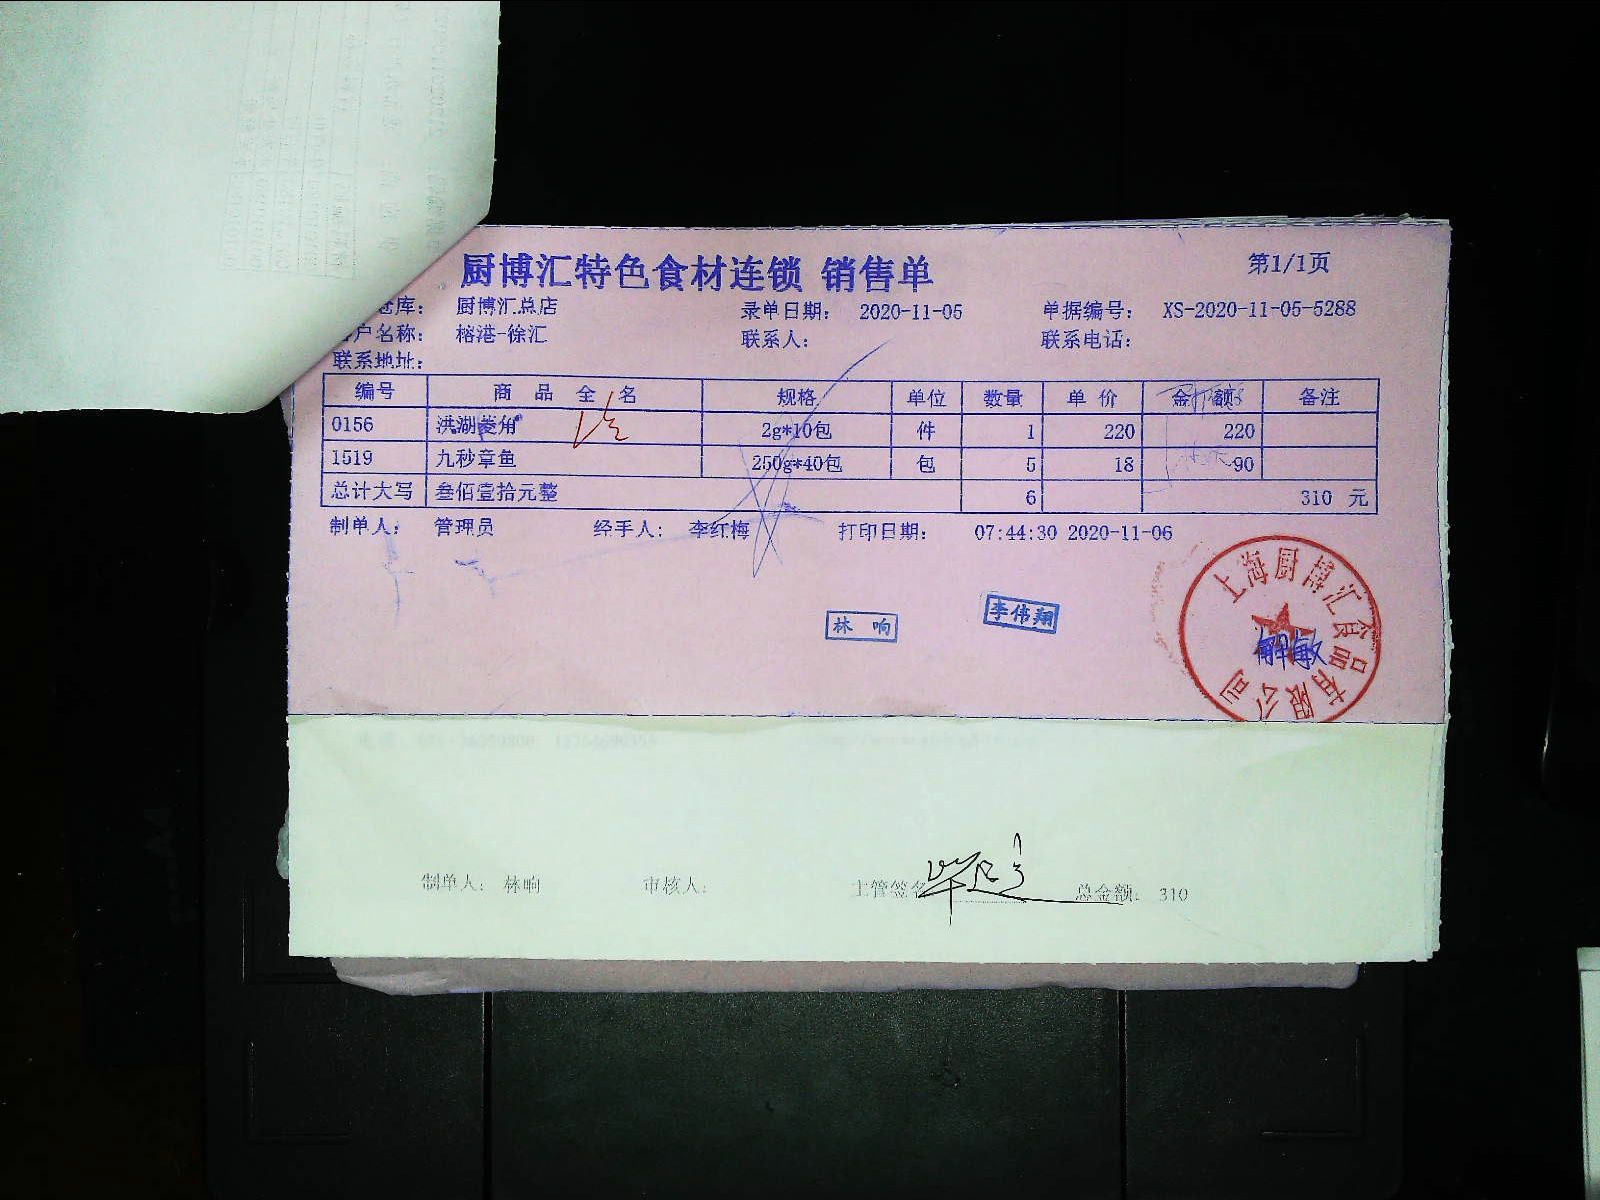 厨博汇特色食材连锁 销售单
第1/1页
仓库： 厨博汇总店 录单日期： 2020-11-05 单据编号： XS-2020-11-05-5288
客户名称： 榕港-徐汇 联系人： 联系电话：
联系地址：
编号 商品全名 规格 单位 数量 单价 金额 备注
0156 洪湖菱角 2g*10包 件 1 220 220
1519 九秒章鱼 250g*40包 包 5 18 90
总计大写 叁佰壹拾元整 6 310 元
制单人： 管理员 经手人： 李红梅 打印日期： 07:44:30 2020-11-06
上海厨博汇食品有限公司
林响
李伟翔
解敏
制单人： 林响 审核人： 主管签名 总金额： 310